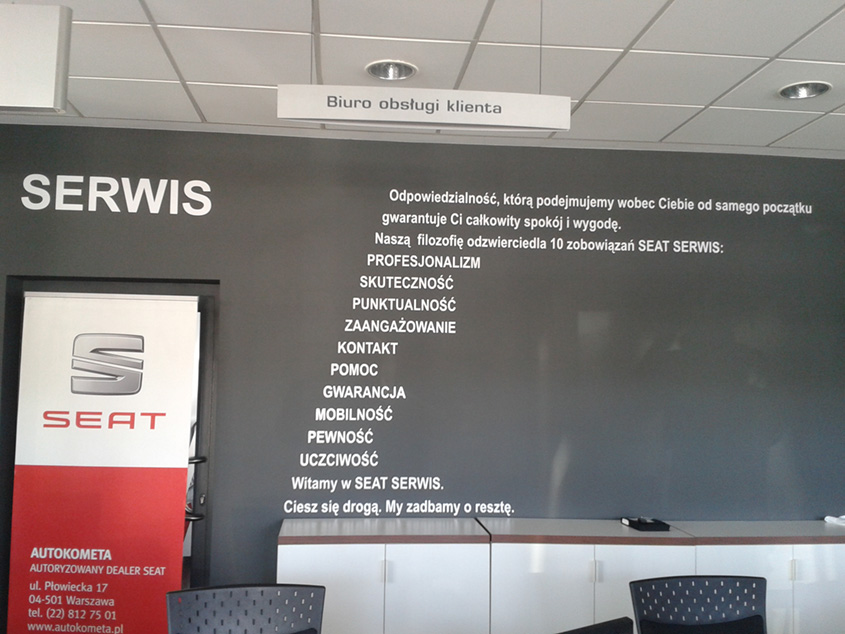 Biuro obsługi klienta
SERWIS
Odpowiedzialność, którą podejmujemy wobec Ciebie od samego początku
gwarantuje Ci całkowity spokój i wygodę.
Naszą filozofię odzwierciedla 10 zobowiązań SEAT SERWIS:
PROFESJONALIZM
SKUTECZNOŚĆ
PUNKTUALNOŚĆ
ZAANGAŻOWANIE
KONTAKT
POMOC
GWARANCJA
MOBILNOŚĆ
PEWNOŚĆ
UCZCIWOŚĆ
Witamy w SEAT SERWIS.
Ciesz się drogą. My zadbamy o resztę.
SEAT
AUTOKOMETA
AUTORYZOWANY DEALER SEAT
ul. Płowiecka 17
04-501 Warszawa
tel. (22) 812 75 01
www.autokometa.pl